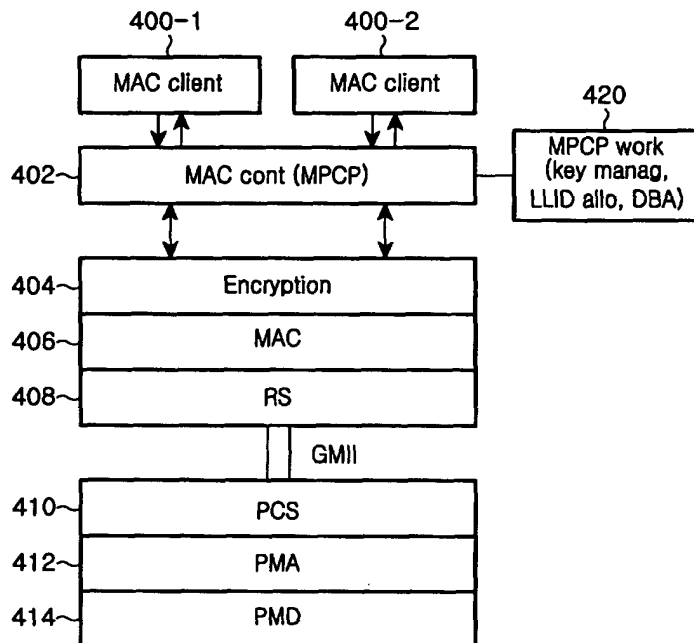 400-1
400-2
MAC client
MAC client
420
402
MAC cont (MPCP)
MPCP work
(key manag,
LLID allo, DBA)
404
Encryption
406
MAC
408
RS
GMII
410
PCS
412
PMA
414
PMD